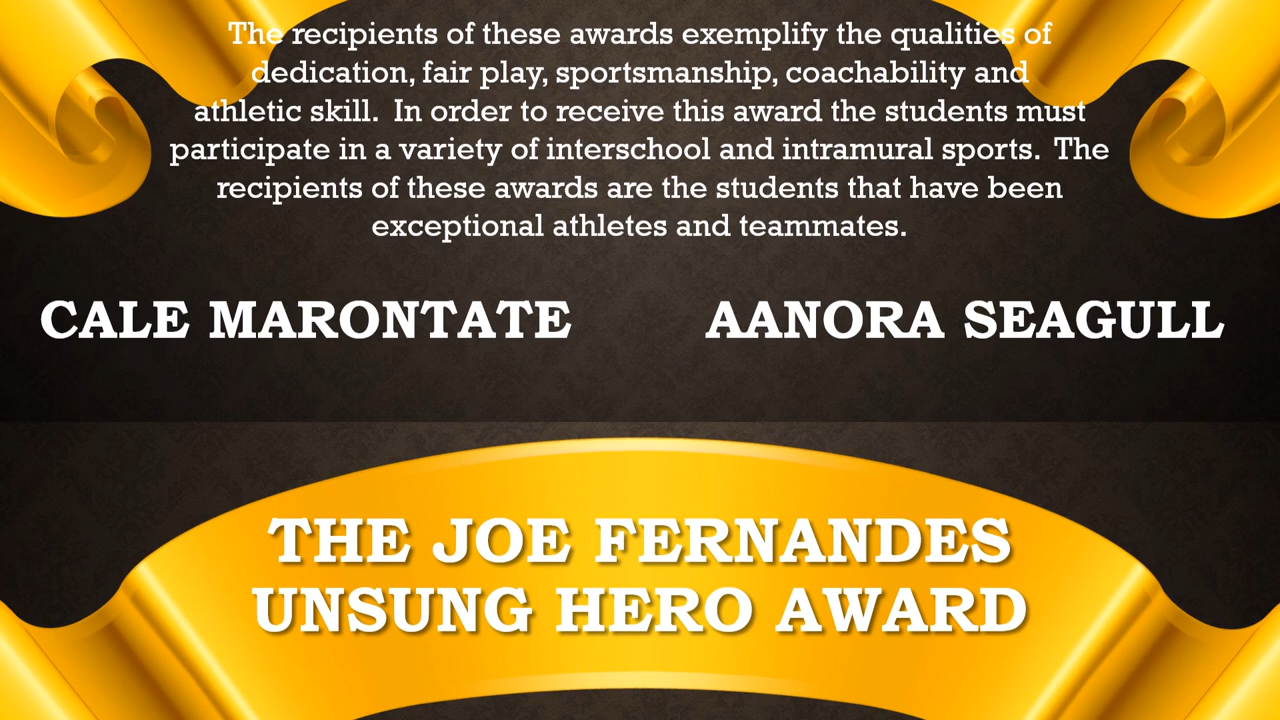 The recipients of these awards exemplify the qualities of
dedication, fair play, sportsmanship, coachability and
athletic skill.  In order to receive this award the students must
participate in a variety of interschool and intramural sports.  The
recipients of these awards are the students that have been
exceptional athletes and teammates.
CALE MARONTATE AANORA SEAGULL
THE JOE FERNANDES
UNSUNG HERO AWARD